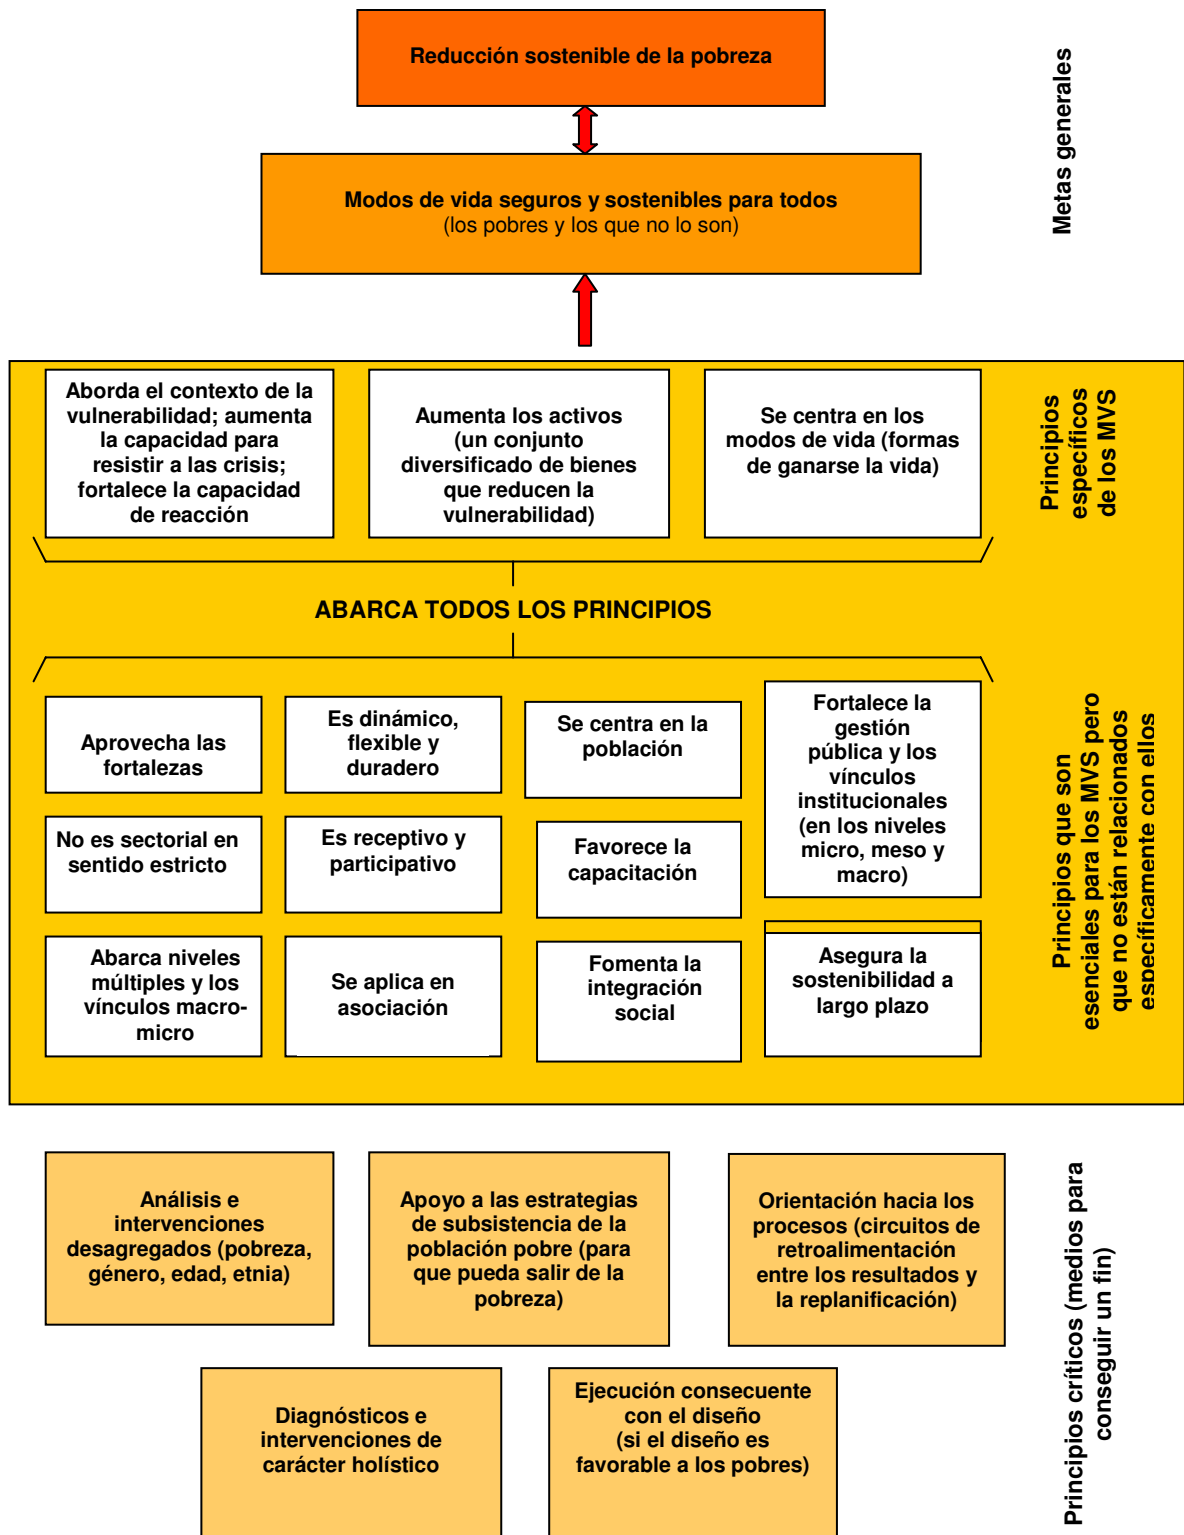 Reducción sostenible de la pobreza
Metas generales
Modos de vida seguros y sostenibles para todos
(los pobres y los que no lo son)
Aborda el contexto de la
vulnerabilidad; aumenta
la capacidad para
resistir a las crisis;
fortalece la capacidad
de reacción
Aumenta los activos
(un conjunto
diversificado de bienes
que reducen la
vulnerabilidad)
Se centra en los
modos de vida (formas
de ganarse la vida)
Principios
específicos
de los MVS
ABARCA TODOS LOS PRINCIPIOS
Aprovecha las
fortalezas
Es dinámico,
flexible y
duradero
Se centra en la
población
Fortalece la
gestión
pública y los
vínculos
institucionales
(en los niveles
micro, meso y
macro)
No es sectorial en
sentido estricto
Es receptivo y
participativo
Favorece la
capacitación
Abarca niveles
múltiples y los
vínculos macro-
micro
Se aplica en
asociación
Fomenta la
integración
social
Asegura la
sostenibilidad a
largo plazo
Principios que son
esenciales para los MVS pero
que no están relacionados
específicamente con ellos
Análisis e
intervenciones
desagregados (pobreza,
género, edad, etnia)
Apoyo a las estrategias
de subsistencia de la
población pobre (para
que pueda salir de la
pobreza)
Orientación hacia los
procesos (circuitos de
retroalimentación
entre los resultados y
la replanificación)
Diagnósticos e
intervenciones de
carácter holístico
Ejecución consecuente
con el diseño
(si el diseño es
favorable a los pobres)
Principios críticos (medios para
conseguir un fin)